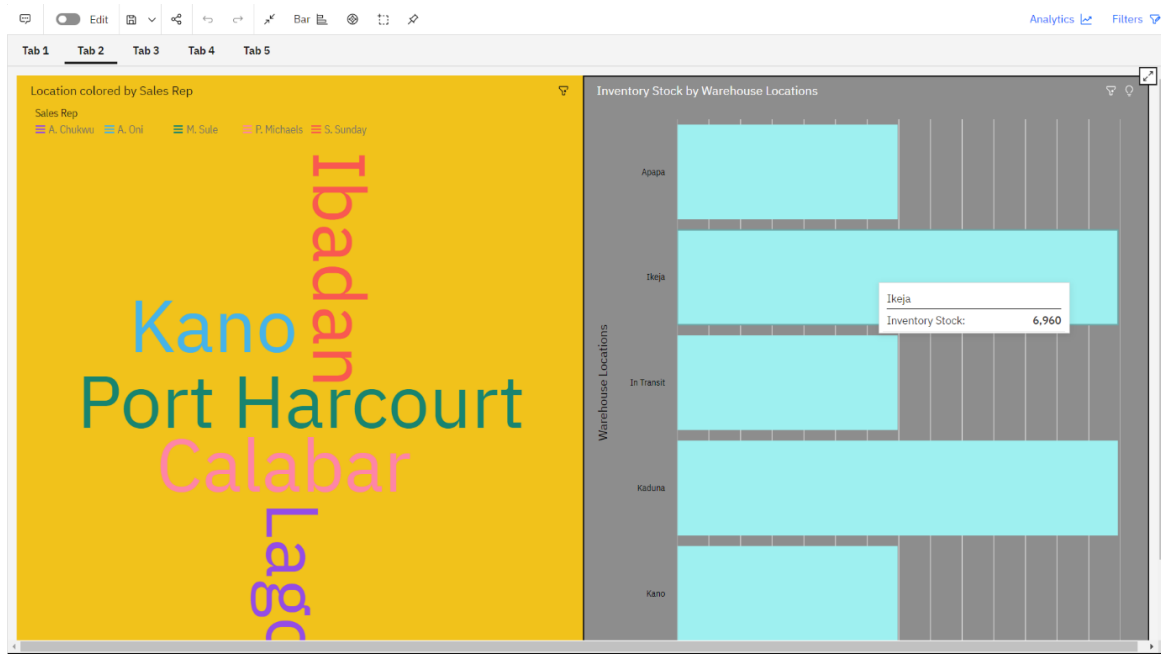 Edit
Bar
Analytics
Filters
Tab 1 Tab 2 Tab 3 Tab 4 Tab 5
Location colored by Sales Rep
Sales Rep
A. Chukwu A. Oni M. Sule P. Michaels S. Sunday
Ibadan
Kano
Port Harcourt
Calabar
Lago
Inventory Stock by Warehouse Locations
Warehouse Locations
Apapa
Ikeja
In Transit
Kaduna
Kano
Ikeja
Inventory Stock: 6,960